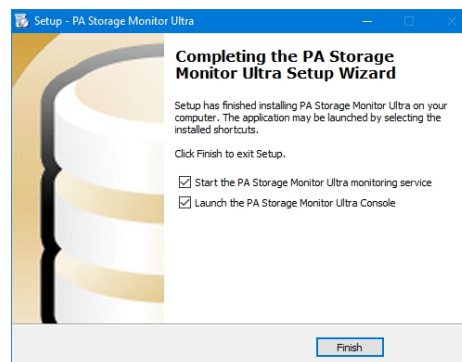 Setup - PA Storage Monitor Ultra
Completing the PA Storage
Monitor Ultra Setup Wizard
Setup has finished installing PA Storage Monitor Ultra on your
computer. The application may be launched by selecting the
installed shortcuts.
Click Finish to exit Setup.
Start the PA Storage Monitor Ultra monitoring service
Launch the PA Storage Monitor Ultra Console
Finish